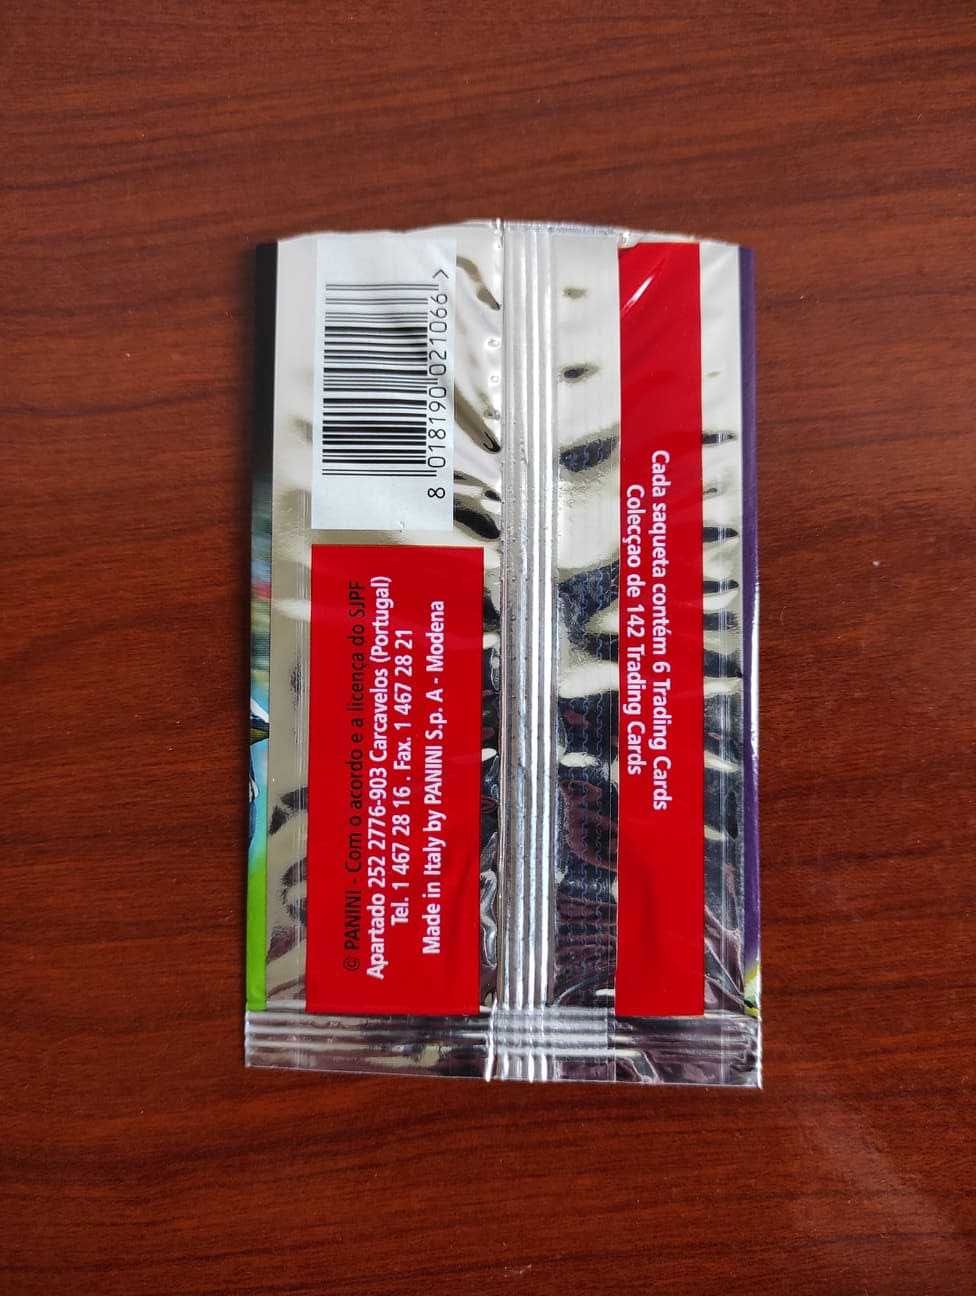 8 018190 021066 >
© PANINI - Com o acordo e a licença do SJPF
Apartado 252 2776-903 Carcavelos (Portugal)
Tel. 1 467 28 16 . Fax. 1 467 28 21
Made in Italy by PANINI S.p. A - Modena
Cada saqueta contém 6 Trading Cards
Colecçao de 142 Trading Cards